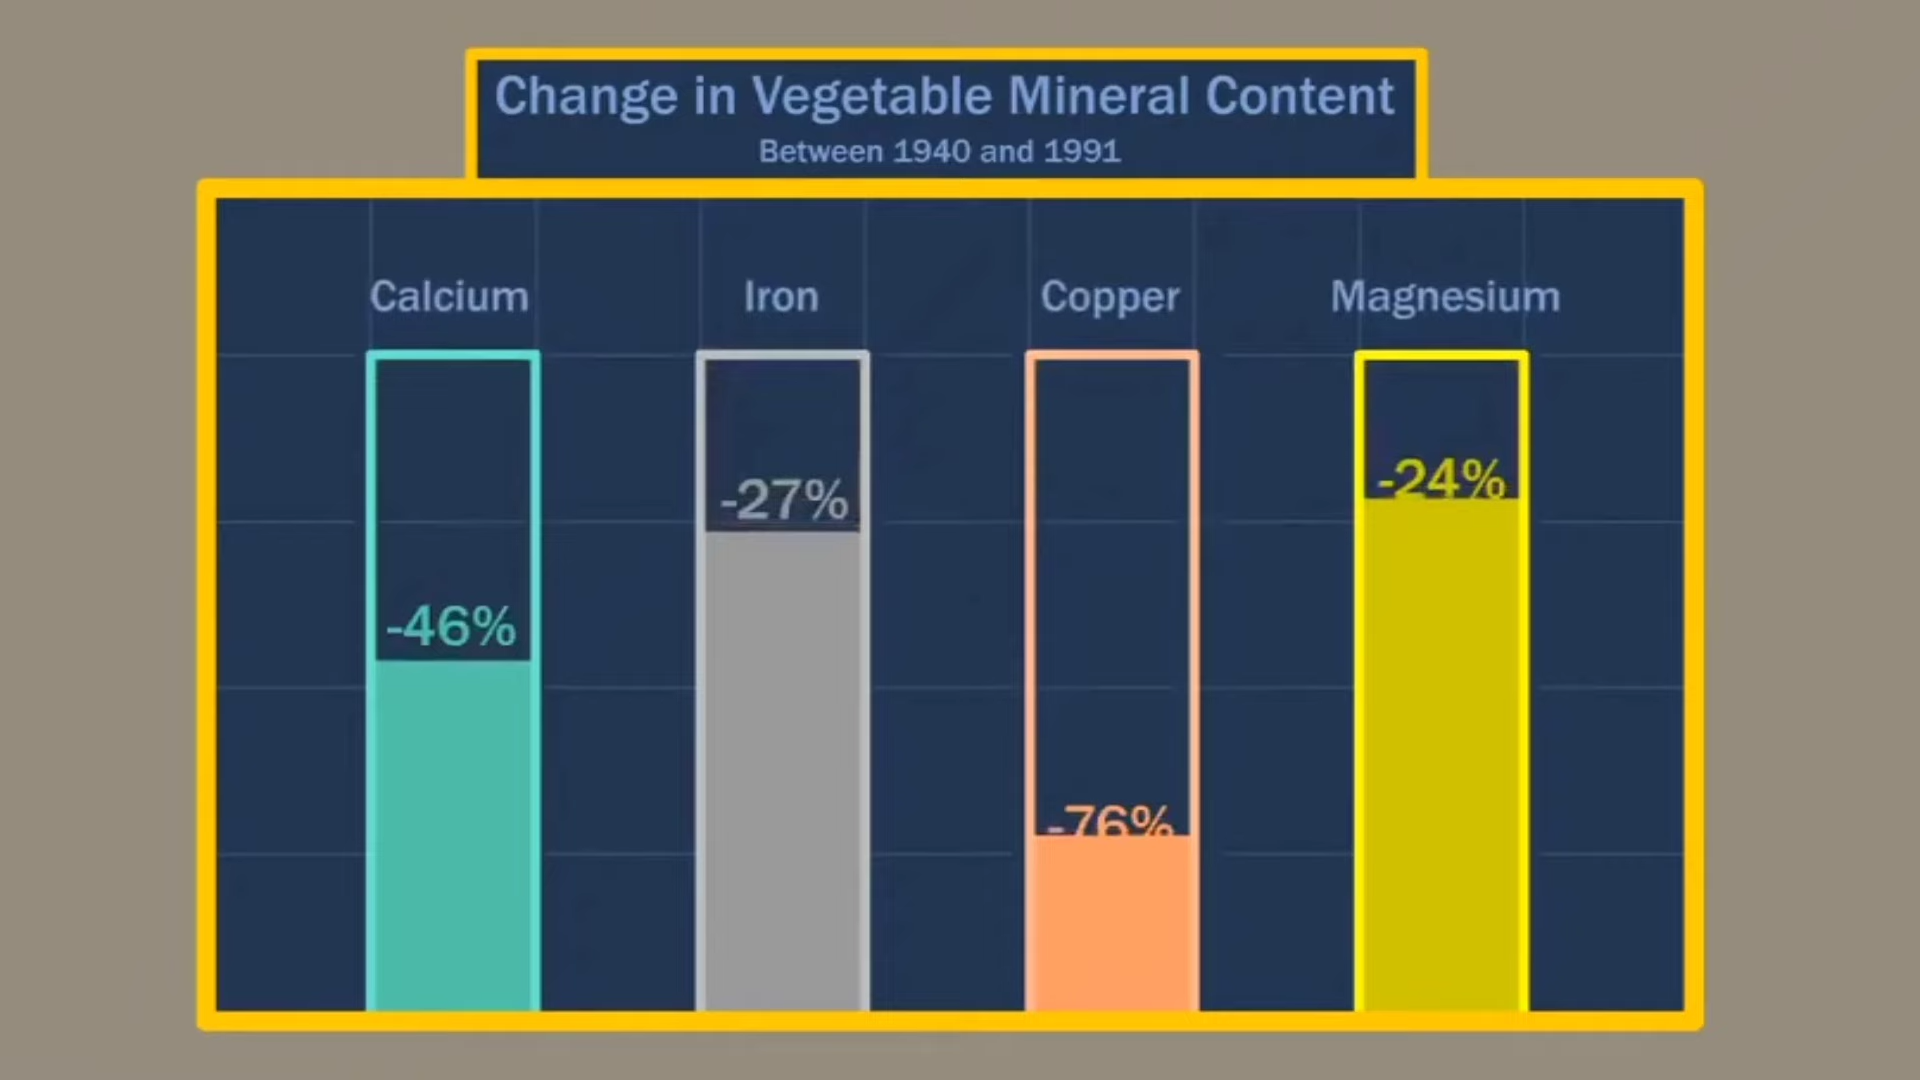 Change in Vegetable Mineral Content
Between 1940 and 1991
Calcium
Iron
Copper
Magnesium
-46%
-27%
-76%
-24%